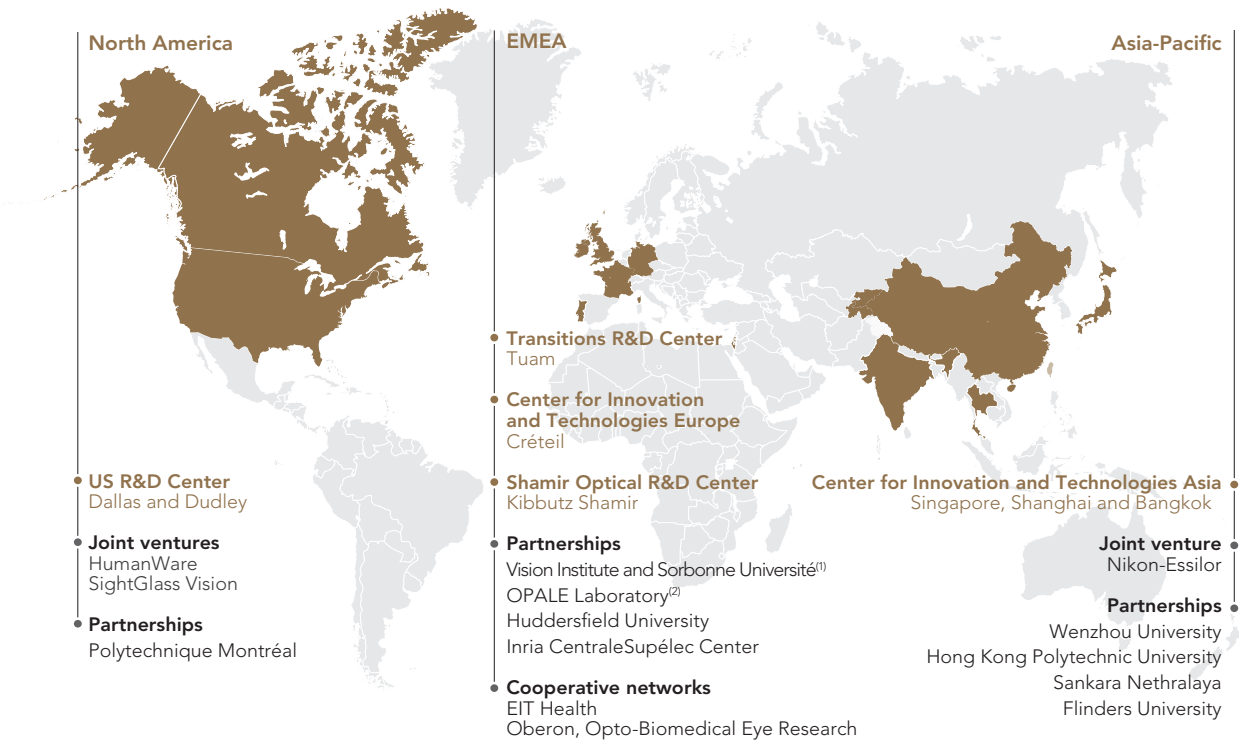 North America
US R&D Center
Dallas and Dudley
Joint ventures
HumanWare
SightGlass Vision
Partnerships
Polytechnique Montréal
EMEA
Transitions R&D Center
Tuam
Center for Innovation
and Technologies Europe
Créteil
Shamir Optical R&D Center
Kibbutz Shamir
Partnerships
Vision Institute and Sorbonne Université(1)
OPALE Laboratory(2)
Huddersfield University
Inria CentraleSupélec Center
Cooperative networks
EIT Health
Oberon, Opto-Biomedical Eye Research
Asia-Pacific
Center for Innovation and Technologies Asia
Singapore, Shanghai and Bangkok
Joint venture
Nikon-Essilor
Partnerships
Wenzhou University
Hong Kong Polytechnic University
Sankara Nethralaya
Flinders University